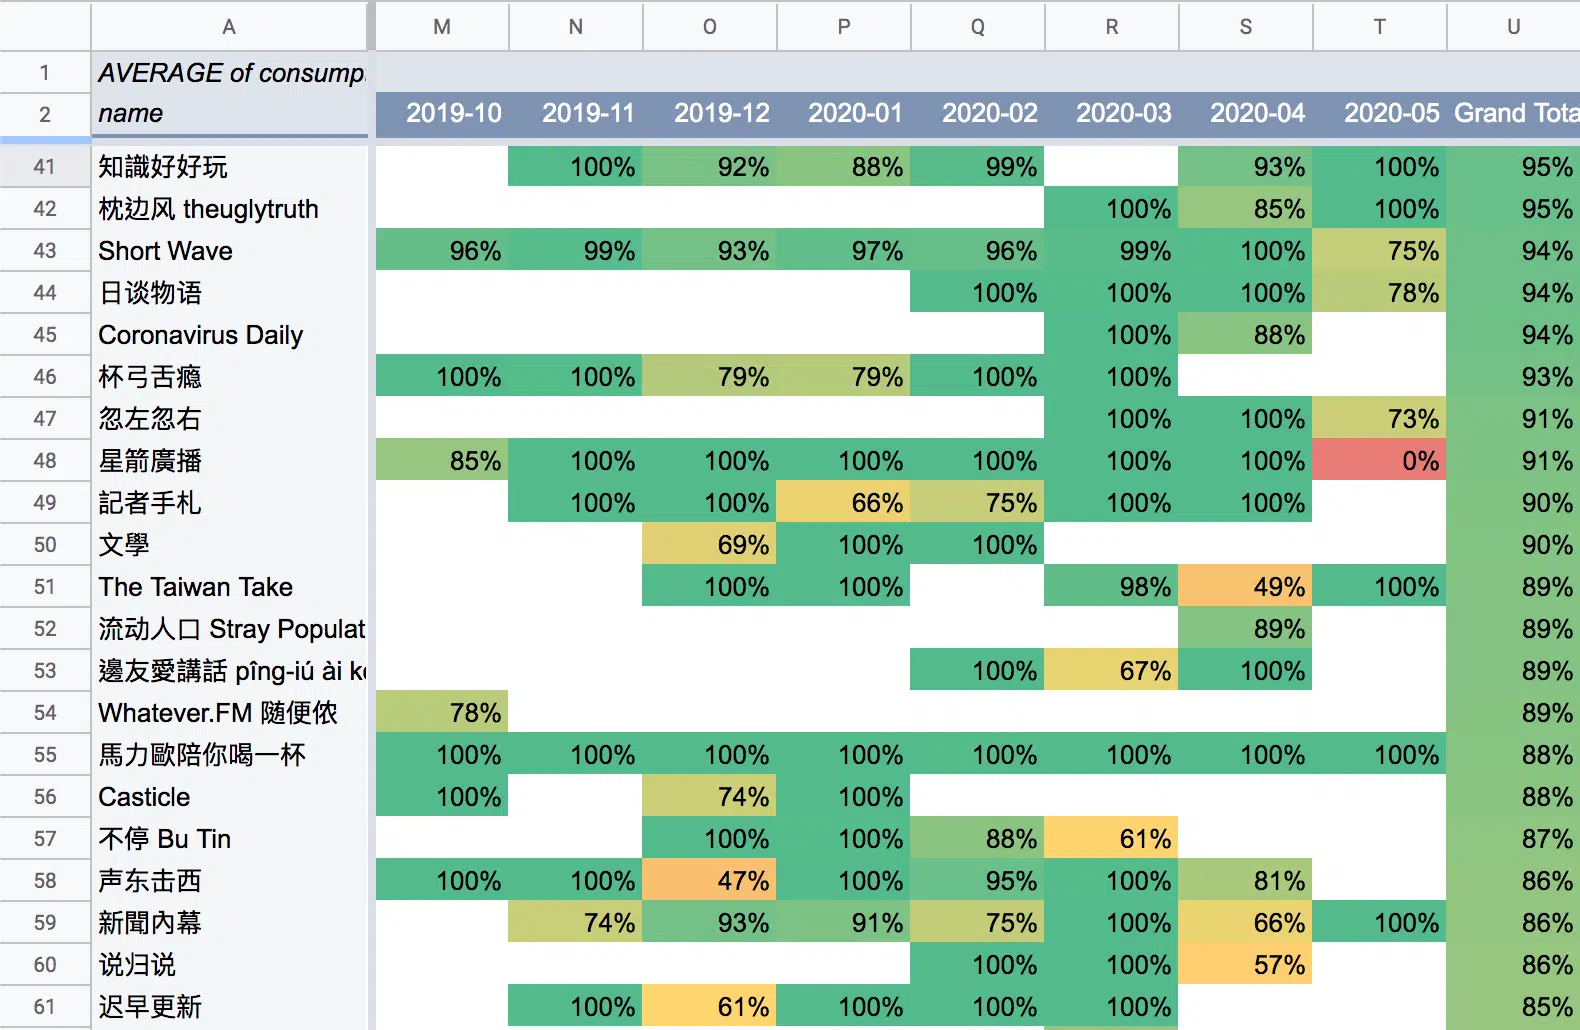 A M N O P Q R S T U
1 AVERAGE of consump
2 name 2019-10 2019-11 2019-12 2020-01 2020-02 2020-03 2020-04 2020-05 Grand Tota
41 知識好好玩 100% 92% 88% 99% 93% 100% 95%
42 枕边风 theuglytruth 100% 85% 100% 95%
43 Short Wave 96% 99% 93% 97% 96% 99% 100% 75% 94%
44 日谈物语 100% 100% 100% 78% 94%
45 Coronavirus Daily 100% 88% 94%
46 杯弓舌瘾 100% 100% 79% 79% 100% 100% 93%
47 忽左忽右 100% 100% 73% 91%
48 星箭廣播 85% 100% 100% 100% 100% 100% 100% 0% 91%
49 記者手札 100% 100% 66% 75% 100% 100% 90%
50 文學 69% 100% 100% 90%
51 The Taiwan Take 100% 100% 98% 49% 100% 89%
52 流动人口 Stray Populat 89% 89%
53 邊友愛講話 pîng-iú ài k 100% 67% 100% 89%
54 Whatever.FM 随便侬 78% 89%
55 馬力歐陪你喝一杯 100% 100% 100% 100% 100% 100% 100% 100% 88%
56 Casticle 100% 74% 100% 88%
57 不停 Bu Tin 100% 100% 88% 61% 87%
58 声东击西 100% 100% 47% 100% 95% 100% 81% 86%
59 新聞內幕 74% 93% 91% 75% 100% 66% 100% 86%
60 说归说 100% 100% 57% 86%
61 迟早更新 100% 61% 100% 100% 100% 85%